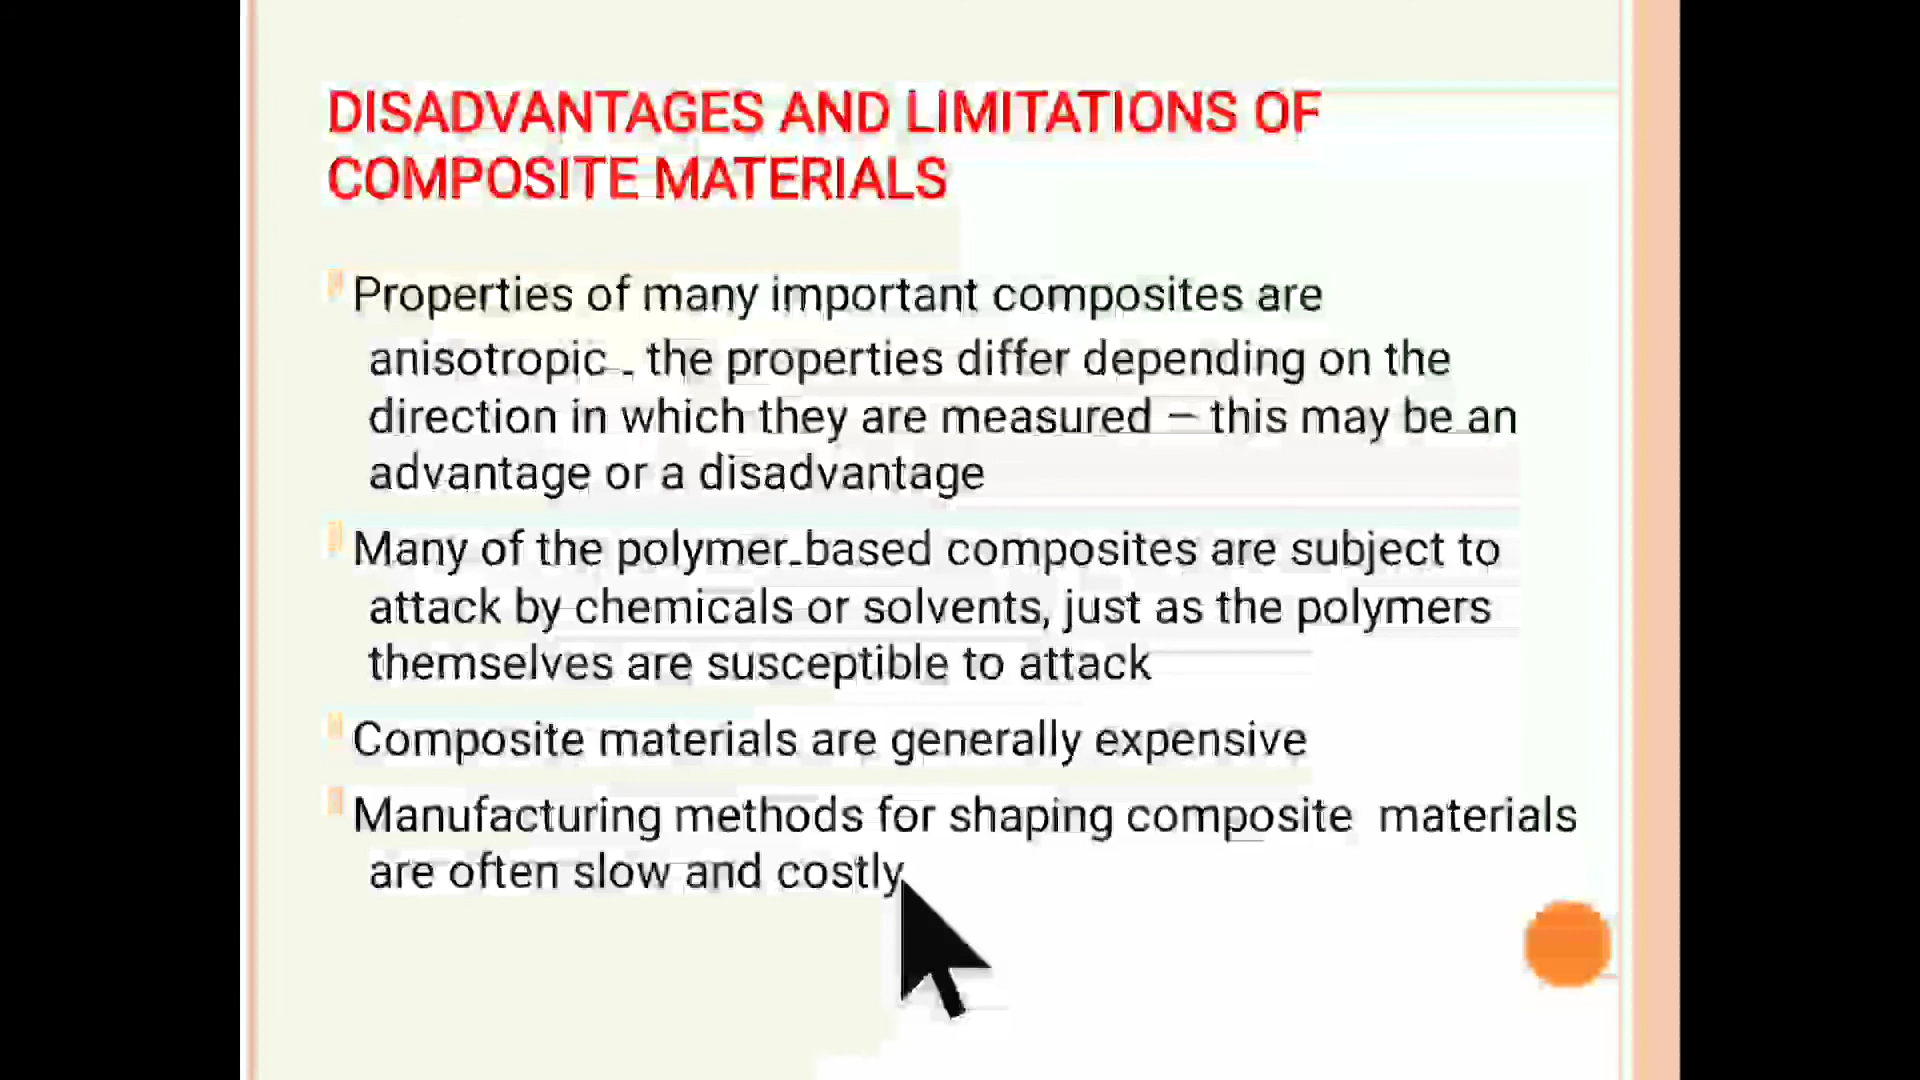 DISADVANTAGES AND LIMITATIONS OF
COMPOSITE MATERIALS
Properties of many important composites are
anisotropic - the properties differ depending on the
direction in which they are measured – this may be an
advantage or a disadvantage
Many of the polymer-based composites are subject to
attack by chemicals or solvents, just as the polymers
themselves are susceptible to attack
Composite materials are generally expensive
Manufacturing methods for shaping composite materials
are often slow and costly